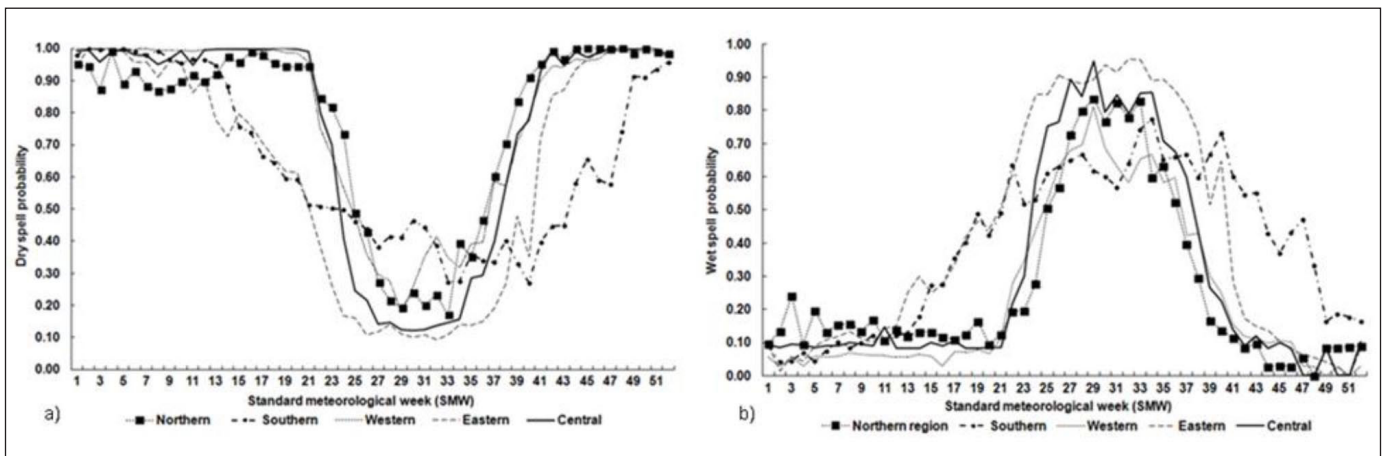 1.00
0.90
0.80
0.70
0.60
0.50
0.40
0.30
0.20
0.10
0.00
Dry spell probability
1 3 5 7 9 11 13 15 17 19 21 23 25 27 29 31 33 35 37 39 41 43 45 47 49 51
Standard meteorological week (SMW)
a)
Northern Southern Western Eastern Central
1.00
0.90
0.80
0.70
0.60
0.50
0.40
0.30
0.20
0.10
0.00
Wet spell probability
1 3 5 7 9 11 13 15 17 19 21 23 25 27 29 31 33 35 37 39 41 43 45 47 49 51
Standard meteorological week (SMW)
b)
Northern region Southern Western Eastern Central